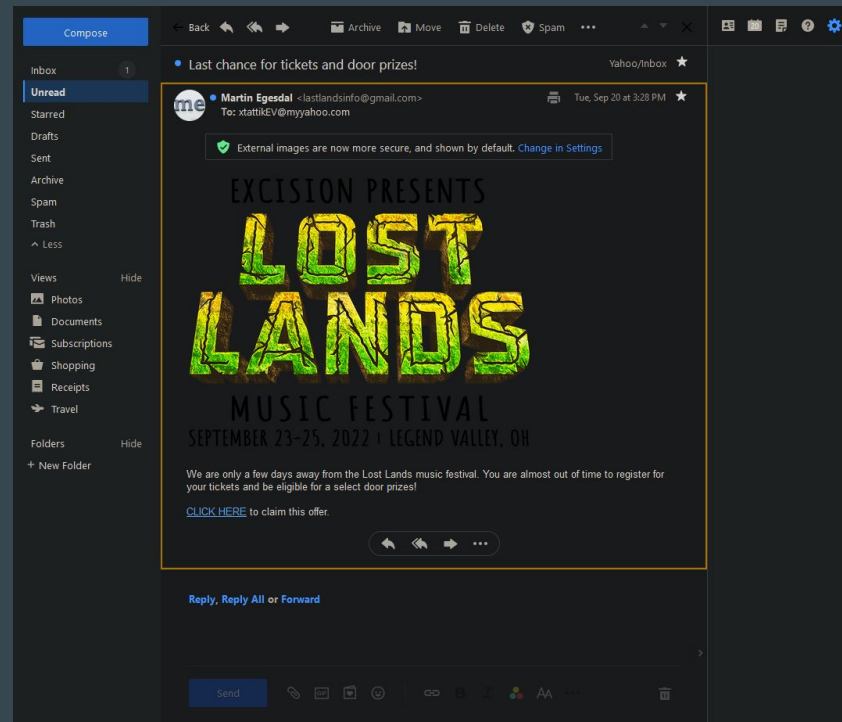 Compose
Back
Archive
Move
Delete
Spam
•••
20
Last chance for tickets and door prizes!
Yahoo/Inbox
Inbox 1
Unread
Starred
Drafts
Sent
Archive
Spam
Trash
Less
Views Hide
Photos
Documents
Subscriptions
Shopping
Receipts
Travel
Folders Hide
+ New Folder
me
Martin Egesdal <lastlandsinfo@gmail.com>
Tue, Sep 20 at 3:28 PM
To: xtattikEV@myyahoo.com
External images are now more secure, and shown by default. Change in Settings
EXCISION PRESENTS
LOST
LANDS
MUSIC FESTIVAL
SEPTEMBER 23-25, 2022 | LEGEND VALLEY, OH
We are only a few days away from the Lost Lands music festival. You are almost out of time to register for
your tickets and be eligible for a select door prizes!
CLICK HERE to claim this offer.
Reply, Reply All or Forward
Send
GIF
B
AA